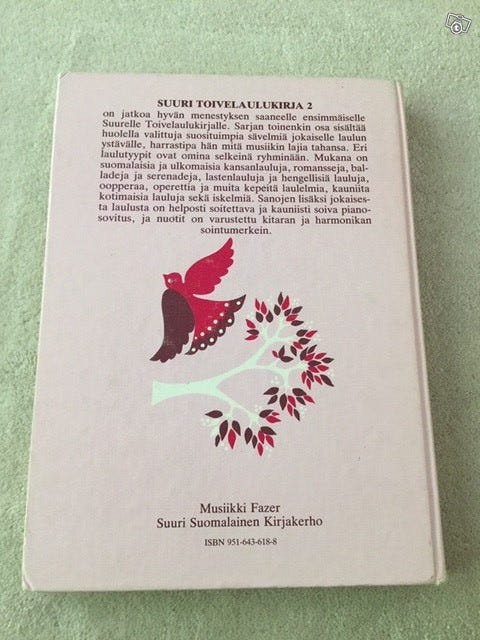 SUURI TOIVELAULUKIRJA 2
on jatkoa hyvän menestyksen saaneelle ensimmäiselle
Suurelle Toivelaulukirjalle. Sarjan toinenkin osa sisältää
huolella valittuja suosituimpia sävelmiä jokaiselle laulun
ystävälle, harrastipa hän mitä musiikin lajia tahansa. Eri
laulutyypit ovat omina selkeinä ryhminään. Mukana on
suomalaisia ja ulkomaisia kansanlauluja, romansseja, bal-
ladeja ja serenadeja, lastenlauluja ja hengellisiä lauluja,
oopperaa, operettia ja muita kepeitä laulelmia, kauniita
kotimaisia lauluja sekä iskelmiä. Sanojen lisäksi jokaises-
ta laulusta on helposti soitettava ja kauniisti soiva piano-
sovitus, ja nuotit on varustettu kitaran ja harmonikan
sointumerkein.
Musiikki Fazer
Suuri Suomalainen Kirjakerho
ISBN 951-643-618-8